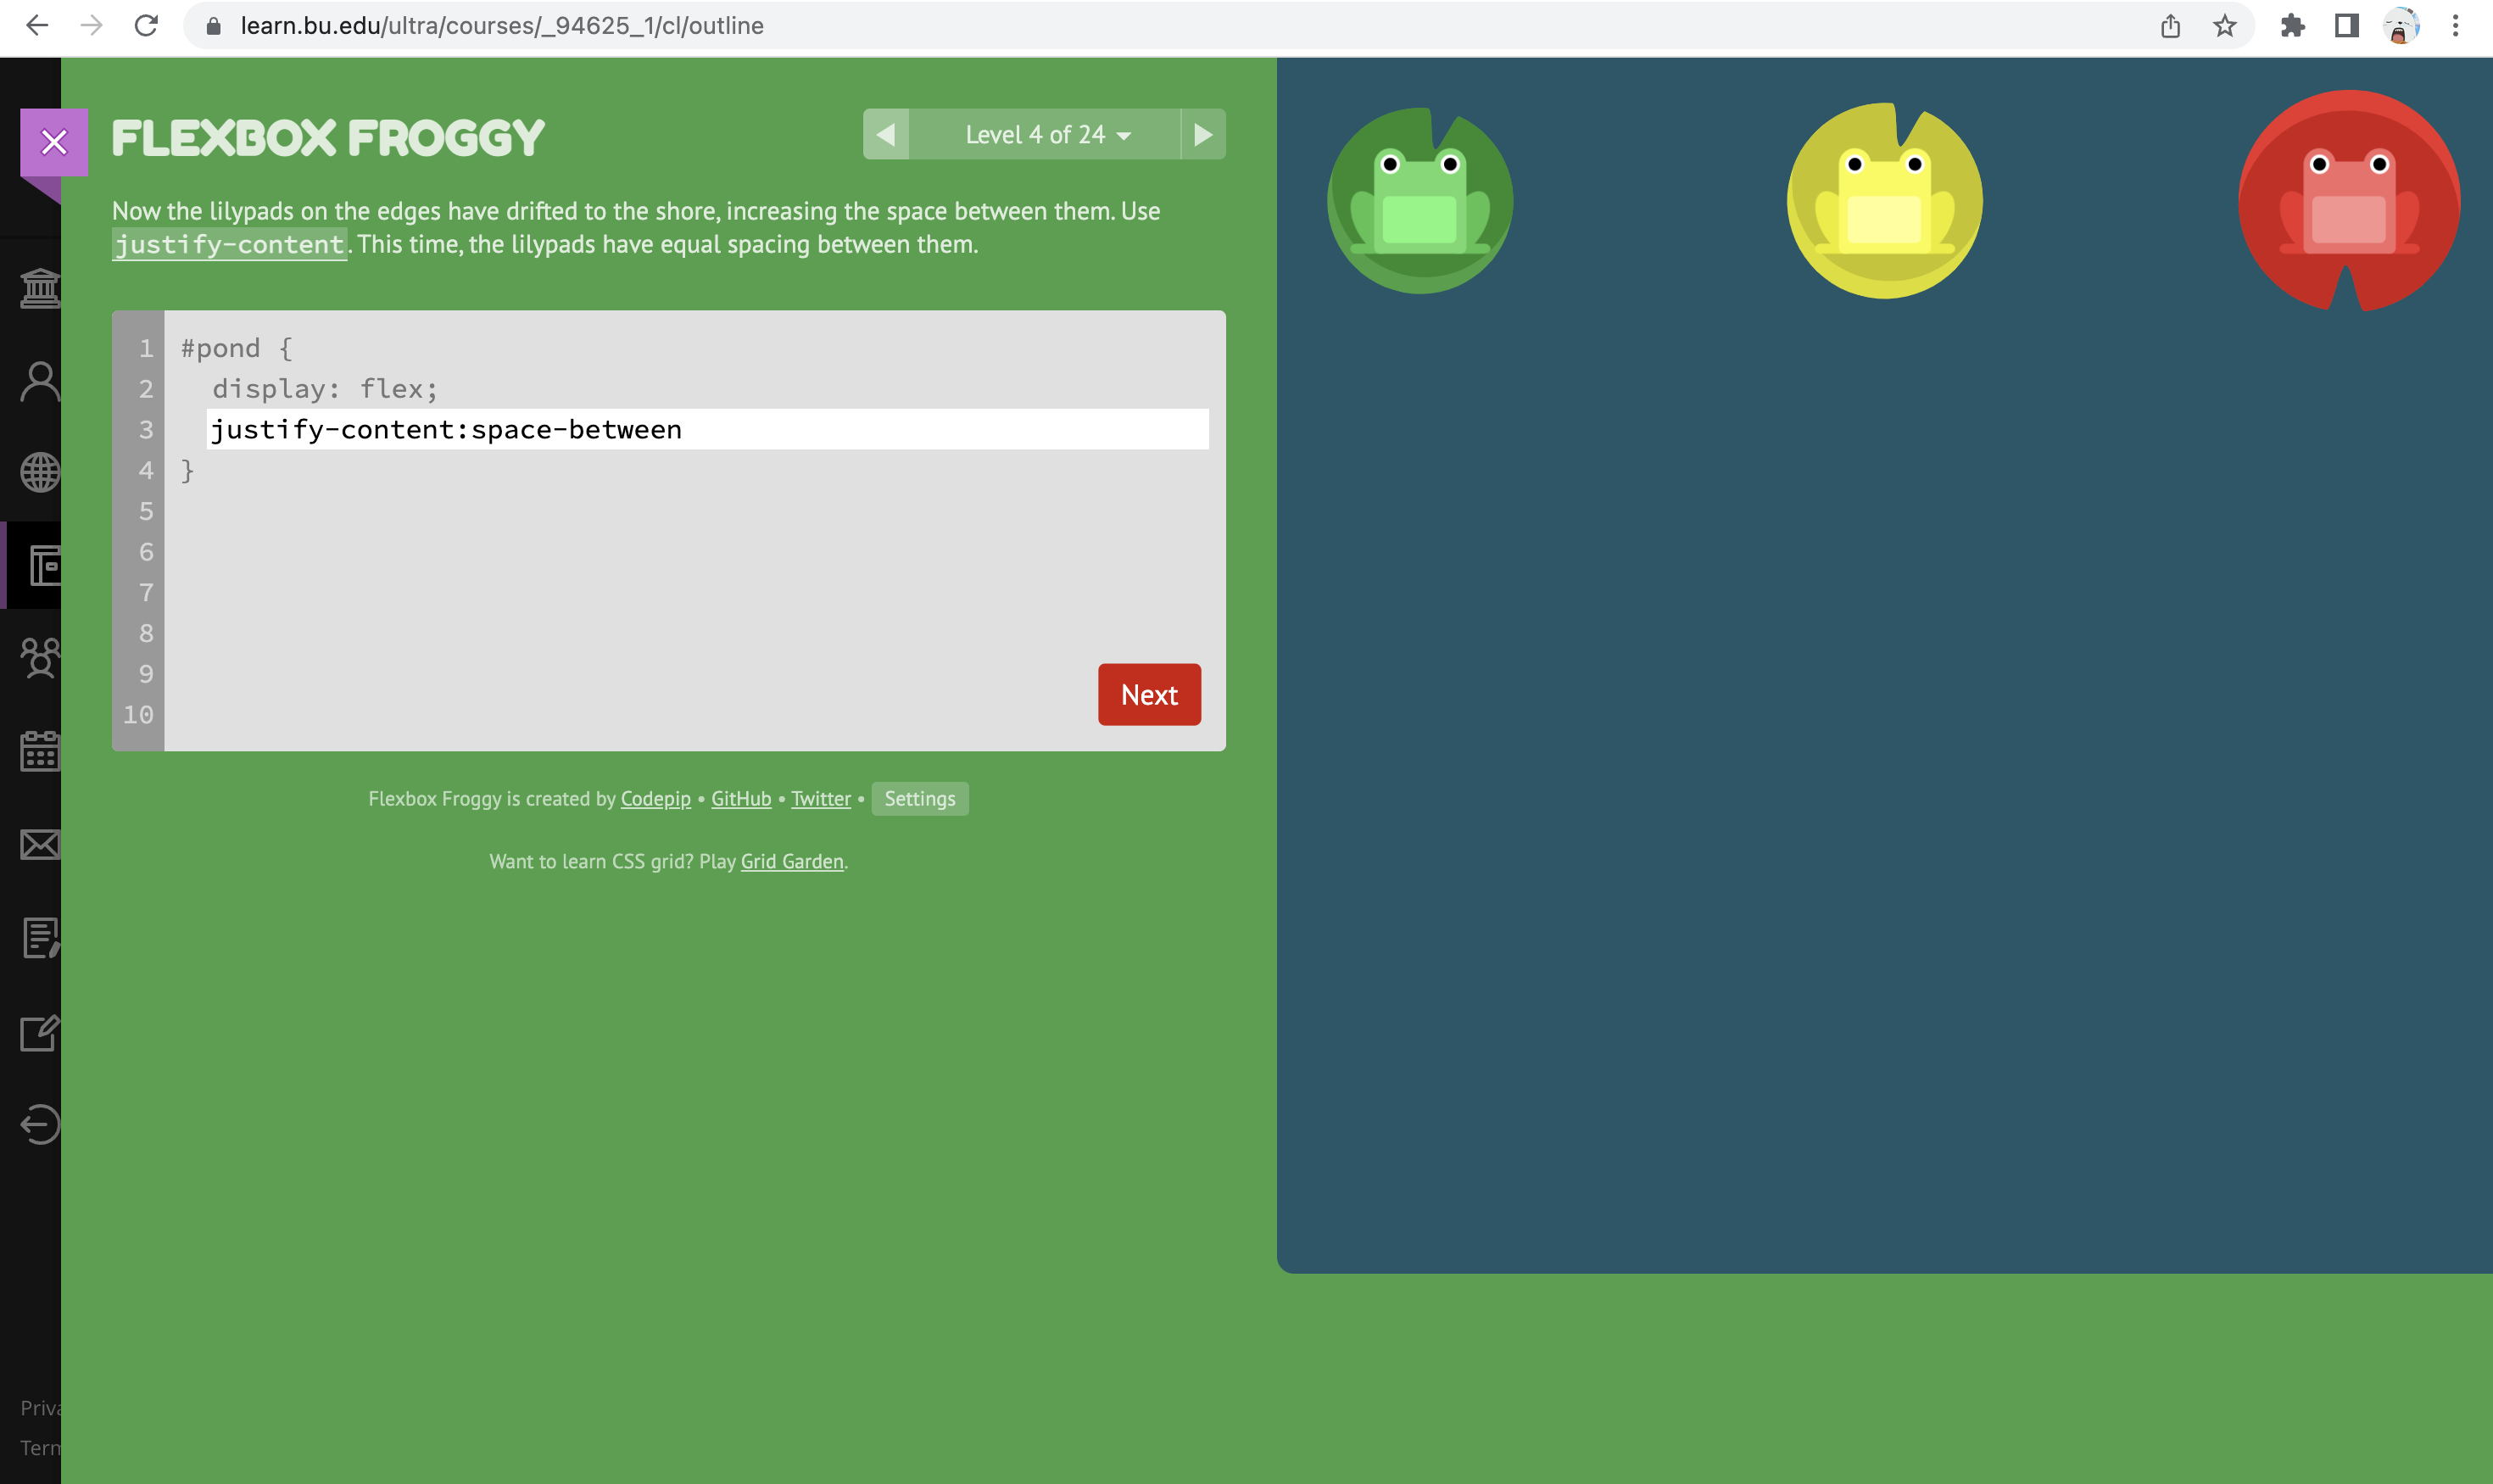 learn.bu.edu/ultra/courses/_94625_1/cl/outline
FLEXBOX FROGGY
Level 4 of 24
Now the lilypads on the edges have drifted to the shore, increasing the space between them. Use
justify-content. This time, the lilypads have equal spacing between them.
1 #pond {
2 display: flex;
3 justify-content:space-between
4 }
5
6
7
8
9
10
Next
Flexbox Froggy is created by Codepip • GitHub • Twitter • Settings
Want to learn CSS grid? Play Grid Garden.
Priva
Term